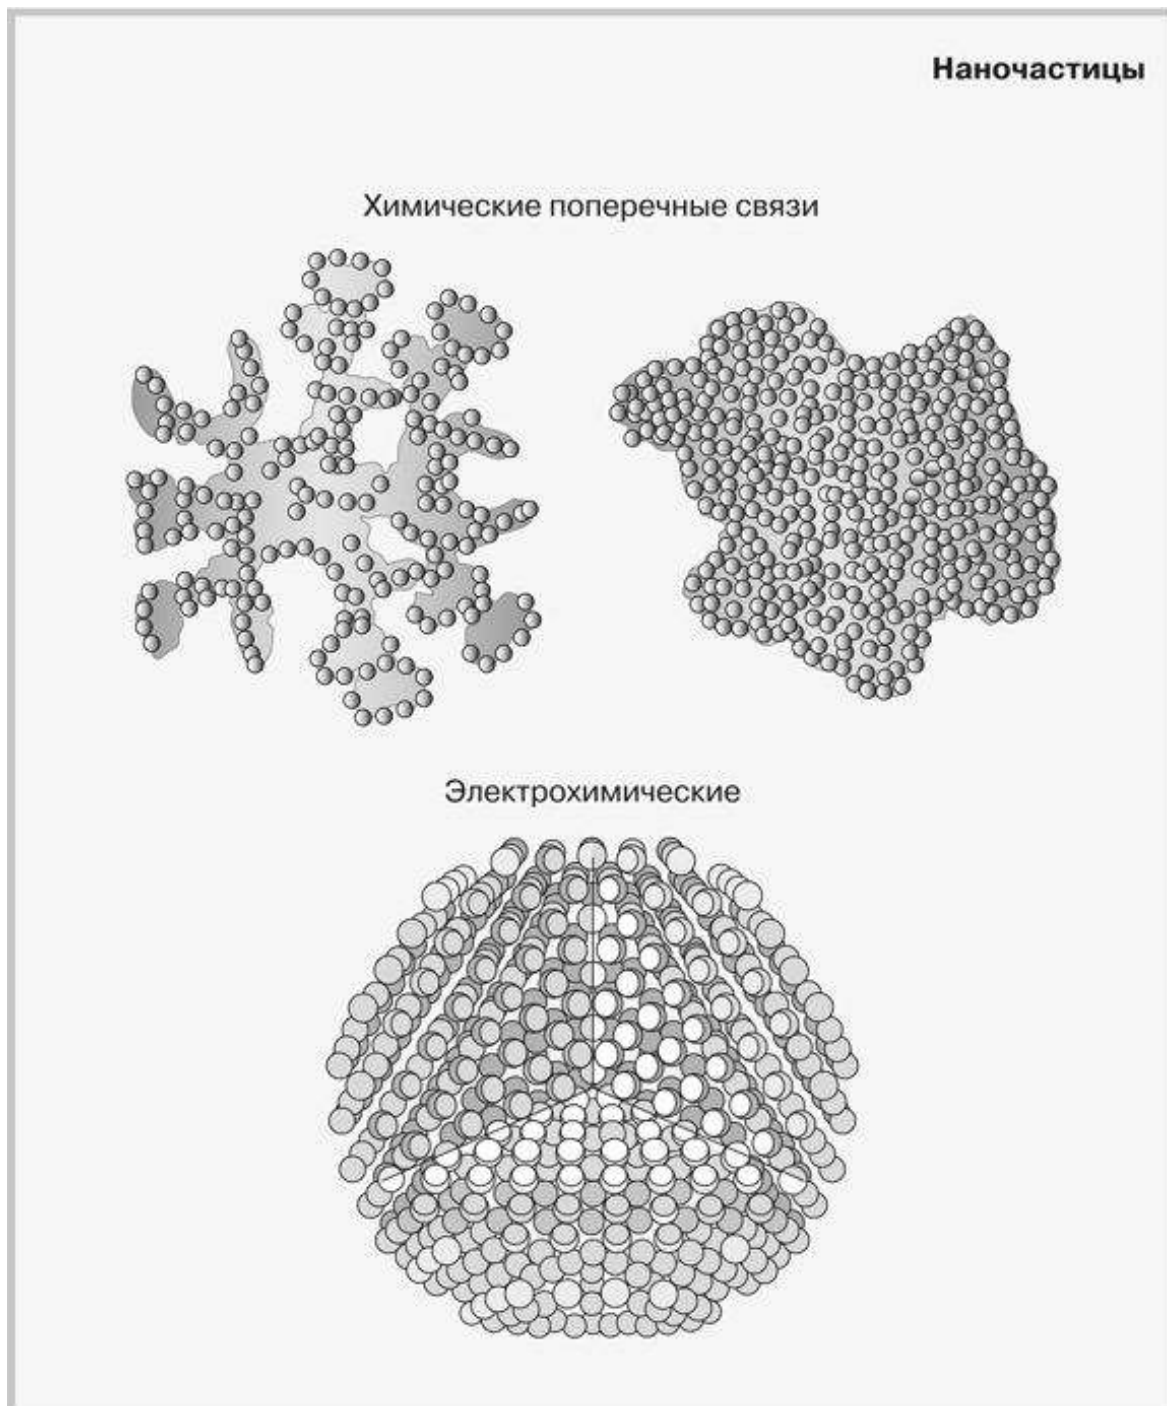 Наночастицы
Химические поперечные связи
Электрохимические